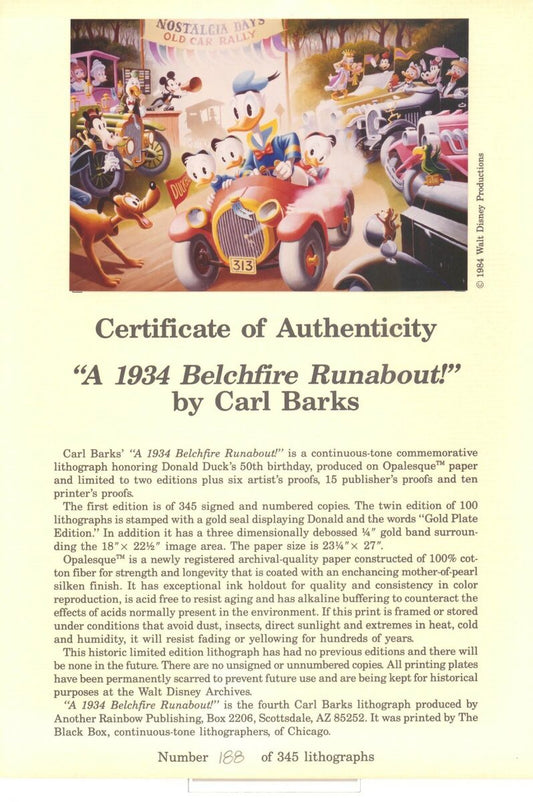 NOSTALGIA DAYS
OLD CAR RALLY
DUCK
313
© 1984 Walt Disney Productions
Certificate of Authenticity
“A 1934 Belchfire Runabout!”
by Carl Barks
Carl Barks’ “A 1934 Belchfire Runabout!” is a continuous-tone commemorative
lithograph honoring Donald Duck’s 50th birthday, produced on Opalesque™ paper
and limited to two editions plus six artist’s proofs, 15 publisher’s proofs and ten
printer’s proofs.
The first edition is of 345 signed and numbered copies. The twin edition of 100
lithographs is stamped with a gold seal displaying Donald and the words “Gold Plate
Edition.” In addition it has a three dimensionally debossed ¼″ gold band surroun-
ding the 18″× 22½″ image area. The paper size is 23¾″× 27″.
Opalesque™ is a newly registered archival-quality paper constructed of 100% cot-
ton fiber for strength and longevity that is coated with an enchancing mother-of-pearl
silken finish. It has exceptional ink holdout for quality and consistency in color
reproduction, is acid free to resist aging and has alkaline buffering to counteract the
effects of acids normally present in the environment. If this print is framed or stored
under conditions that avoid dust, insects, direct sunlight and extremes in heat, cold
and humidity, it will resist fading or yellowing for hundreds of years.
This historic limited edition lithograph has had no previous editions and there will
be none in the future. There are no unsigned or unnumbered copies. All printing plates
have been permanently scarred to prevent future use and are being kept for historical
purposes at the Walt Disney Archives.
“A 1934 Belchfire Runabout!” is the fourth Carl Barks lithograph produced by
Another Rainbow Publishing, Box 2206, Scottsdale, AZ 85252. It was printed by The
Black Box, continuous-tone lithographers, of Chicago.
Number 188 of 345 lithographs